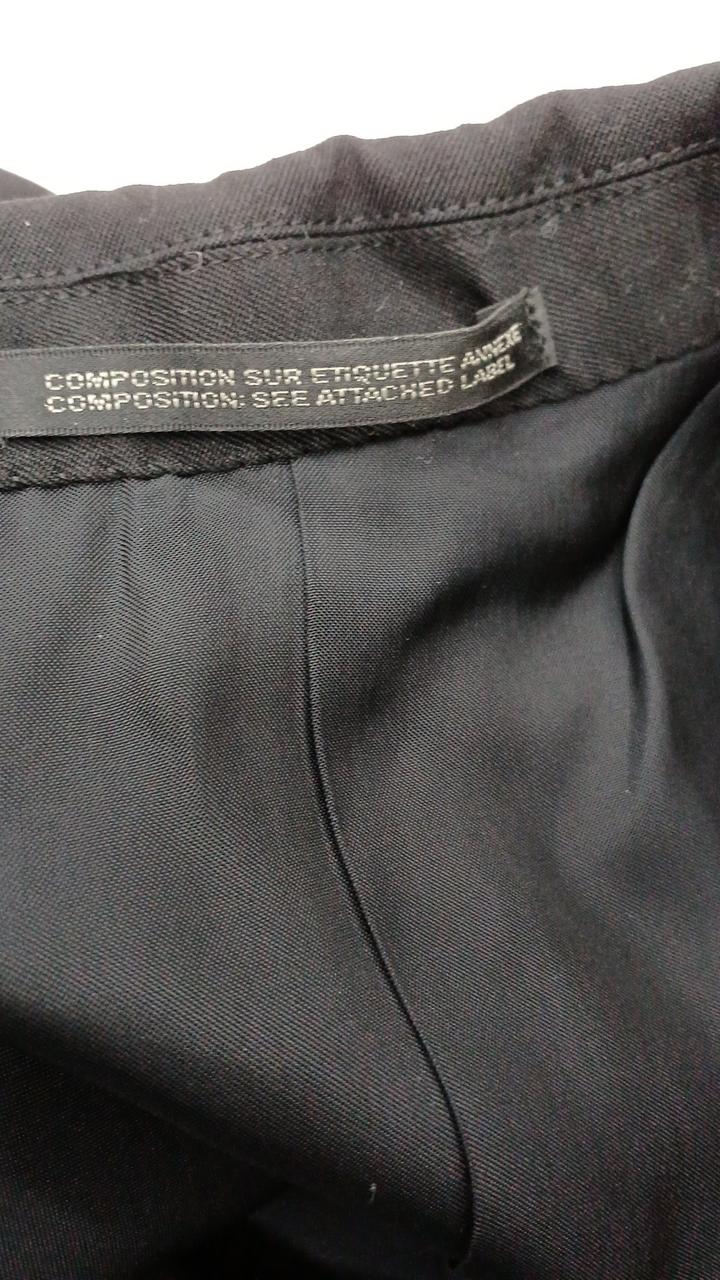 COMPOSITION SUR ETIQUETTE ANNEXE
COMPOSITION: SEE ATTACHED LABEL